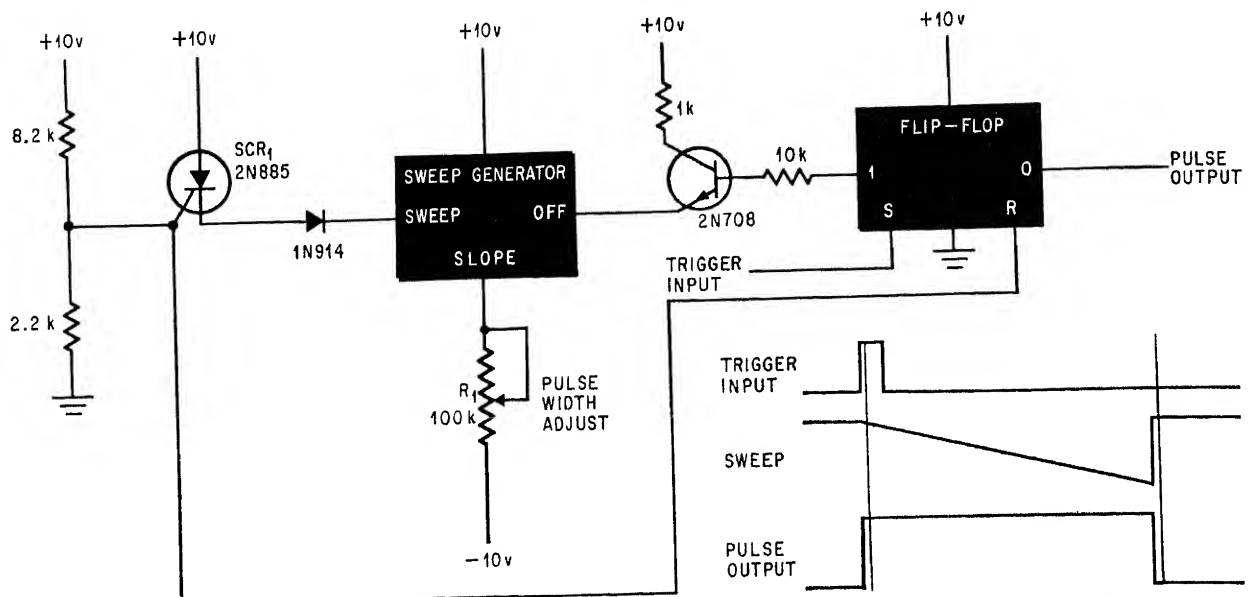 +10v
8.2 k
2.2 k
+10v
SCR1
2N885
1N914
+10v
SWEEP GENERATOR
SWEEP
OFF
SLOPE
R1
100 k
PULSE
WIDTH
ADJUST
-10v
+10v
1k
2N708
10k
+10v
FLIP-FLOP
1
0
S
R
PULSE
OUTPUT
TRIGGER
INPUT
TRIGGER
INPUT
SWEEP
PULSE
OUTPUT